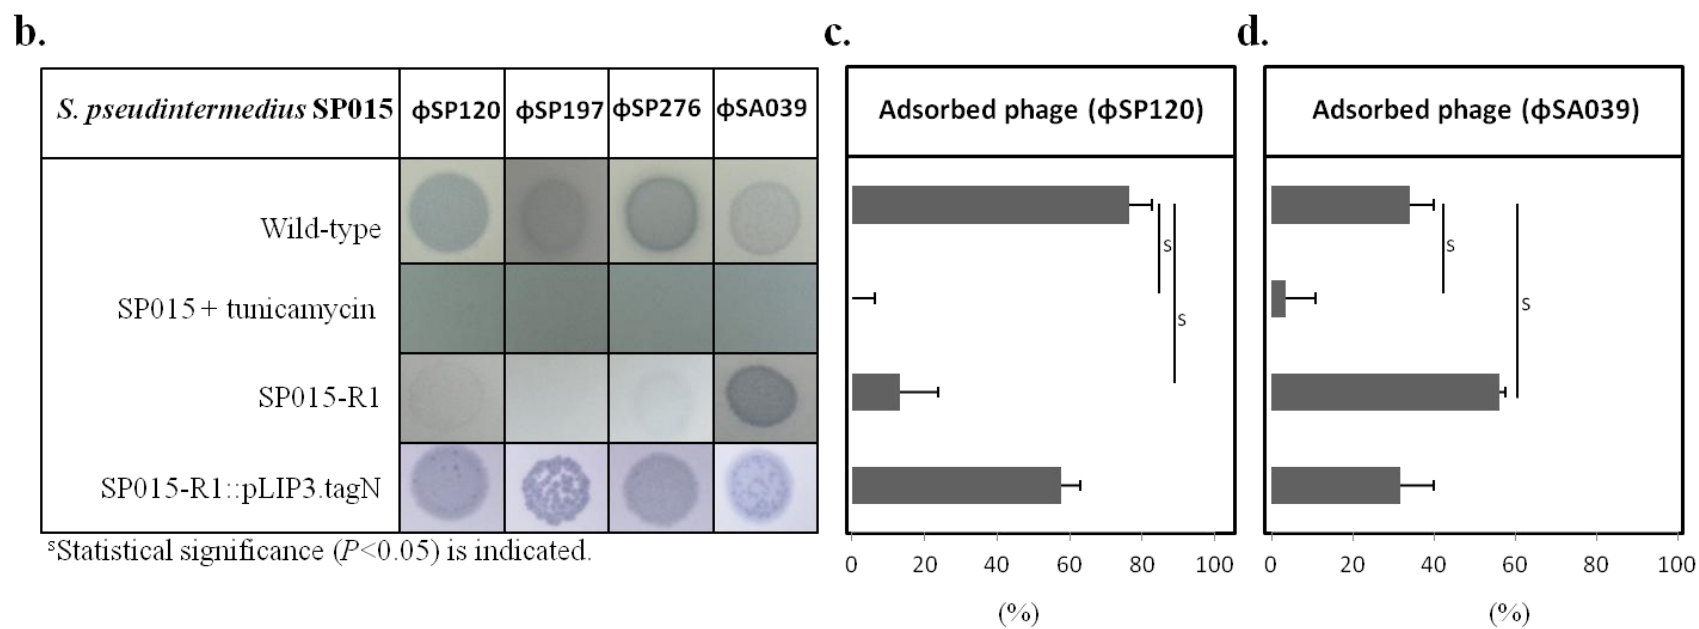 b.
S. pseudintermedius SP015 ϕSP120 ϕSP197 ϕSP276 ϕSA039
Wild-type
SP015 + tunicamycin
SP015-R1
SP015-R1::pLIP3.tagN
sStatistical significance (P<0.05) is indicated.
c.
Adsorbed phage (ϕSP120)
S
S
0 20 40 60 80 100
(%)
d.
Adsorbed phage (ϕSA039)
S
S
0 20 40 60 80 100
(%)